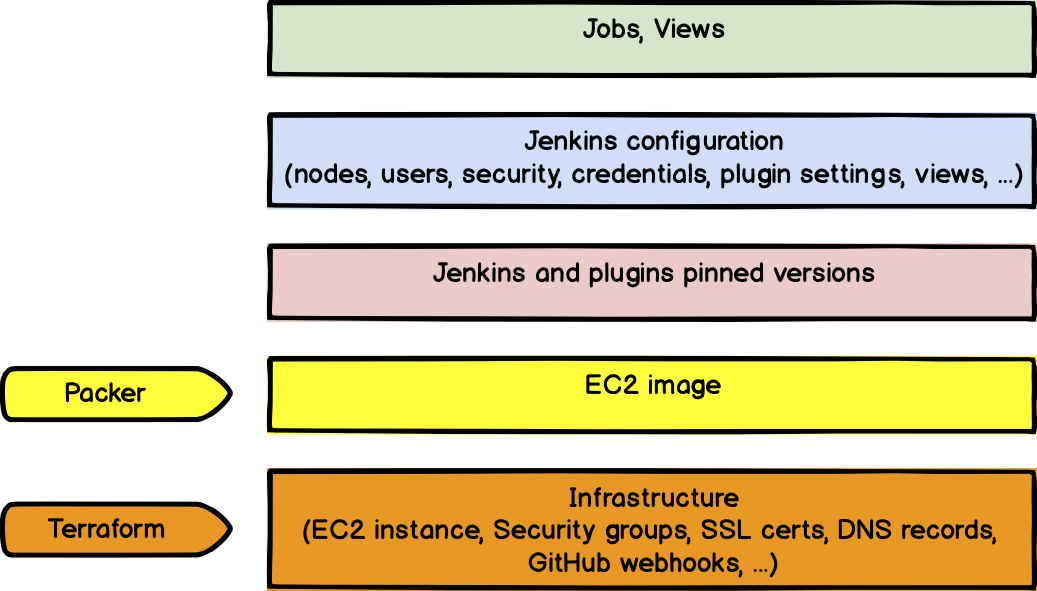 Jobs, Views
Jenkins configuration
(nodes, users, security, credentials, plugin settings, views, ...)
Jenkins and plugins pinned versions
Packer
EC2 image
Terraform
Infrastructure
(EC2 instance, Security groups, SSL certs, DNS records,
GitHub webhooks, ...)